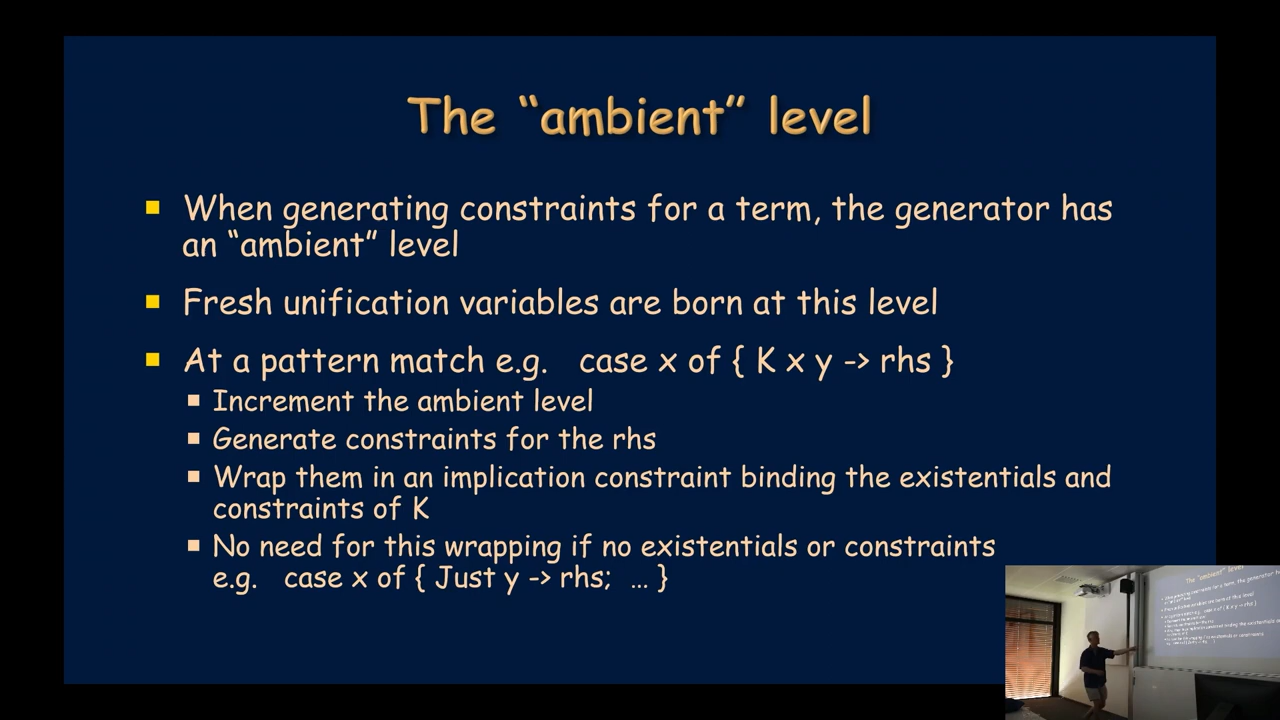 The “ambient” level
When generating constraints for a term, the generator has
an “ambient” level
Fresh unification variables are born at this level
At a pattern match e.g. case x of { K x y -> rhs }
Increment the ambient level
Generate constraints for the rhs
Wrap them in an implication constraint binding the existentials and
constraints of K
No need for this wrapping if no existentials or constraints
e.g. case x of { Just y -> rhs; … }
The “ambient” level